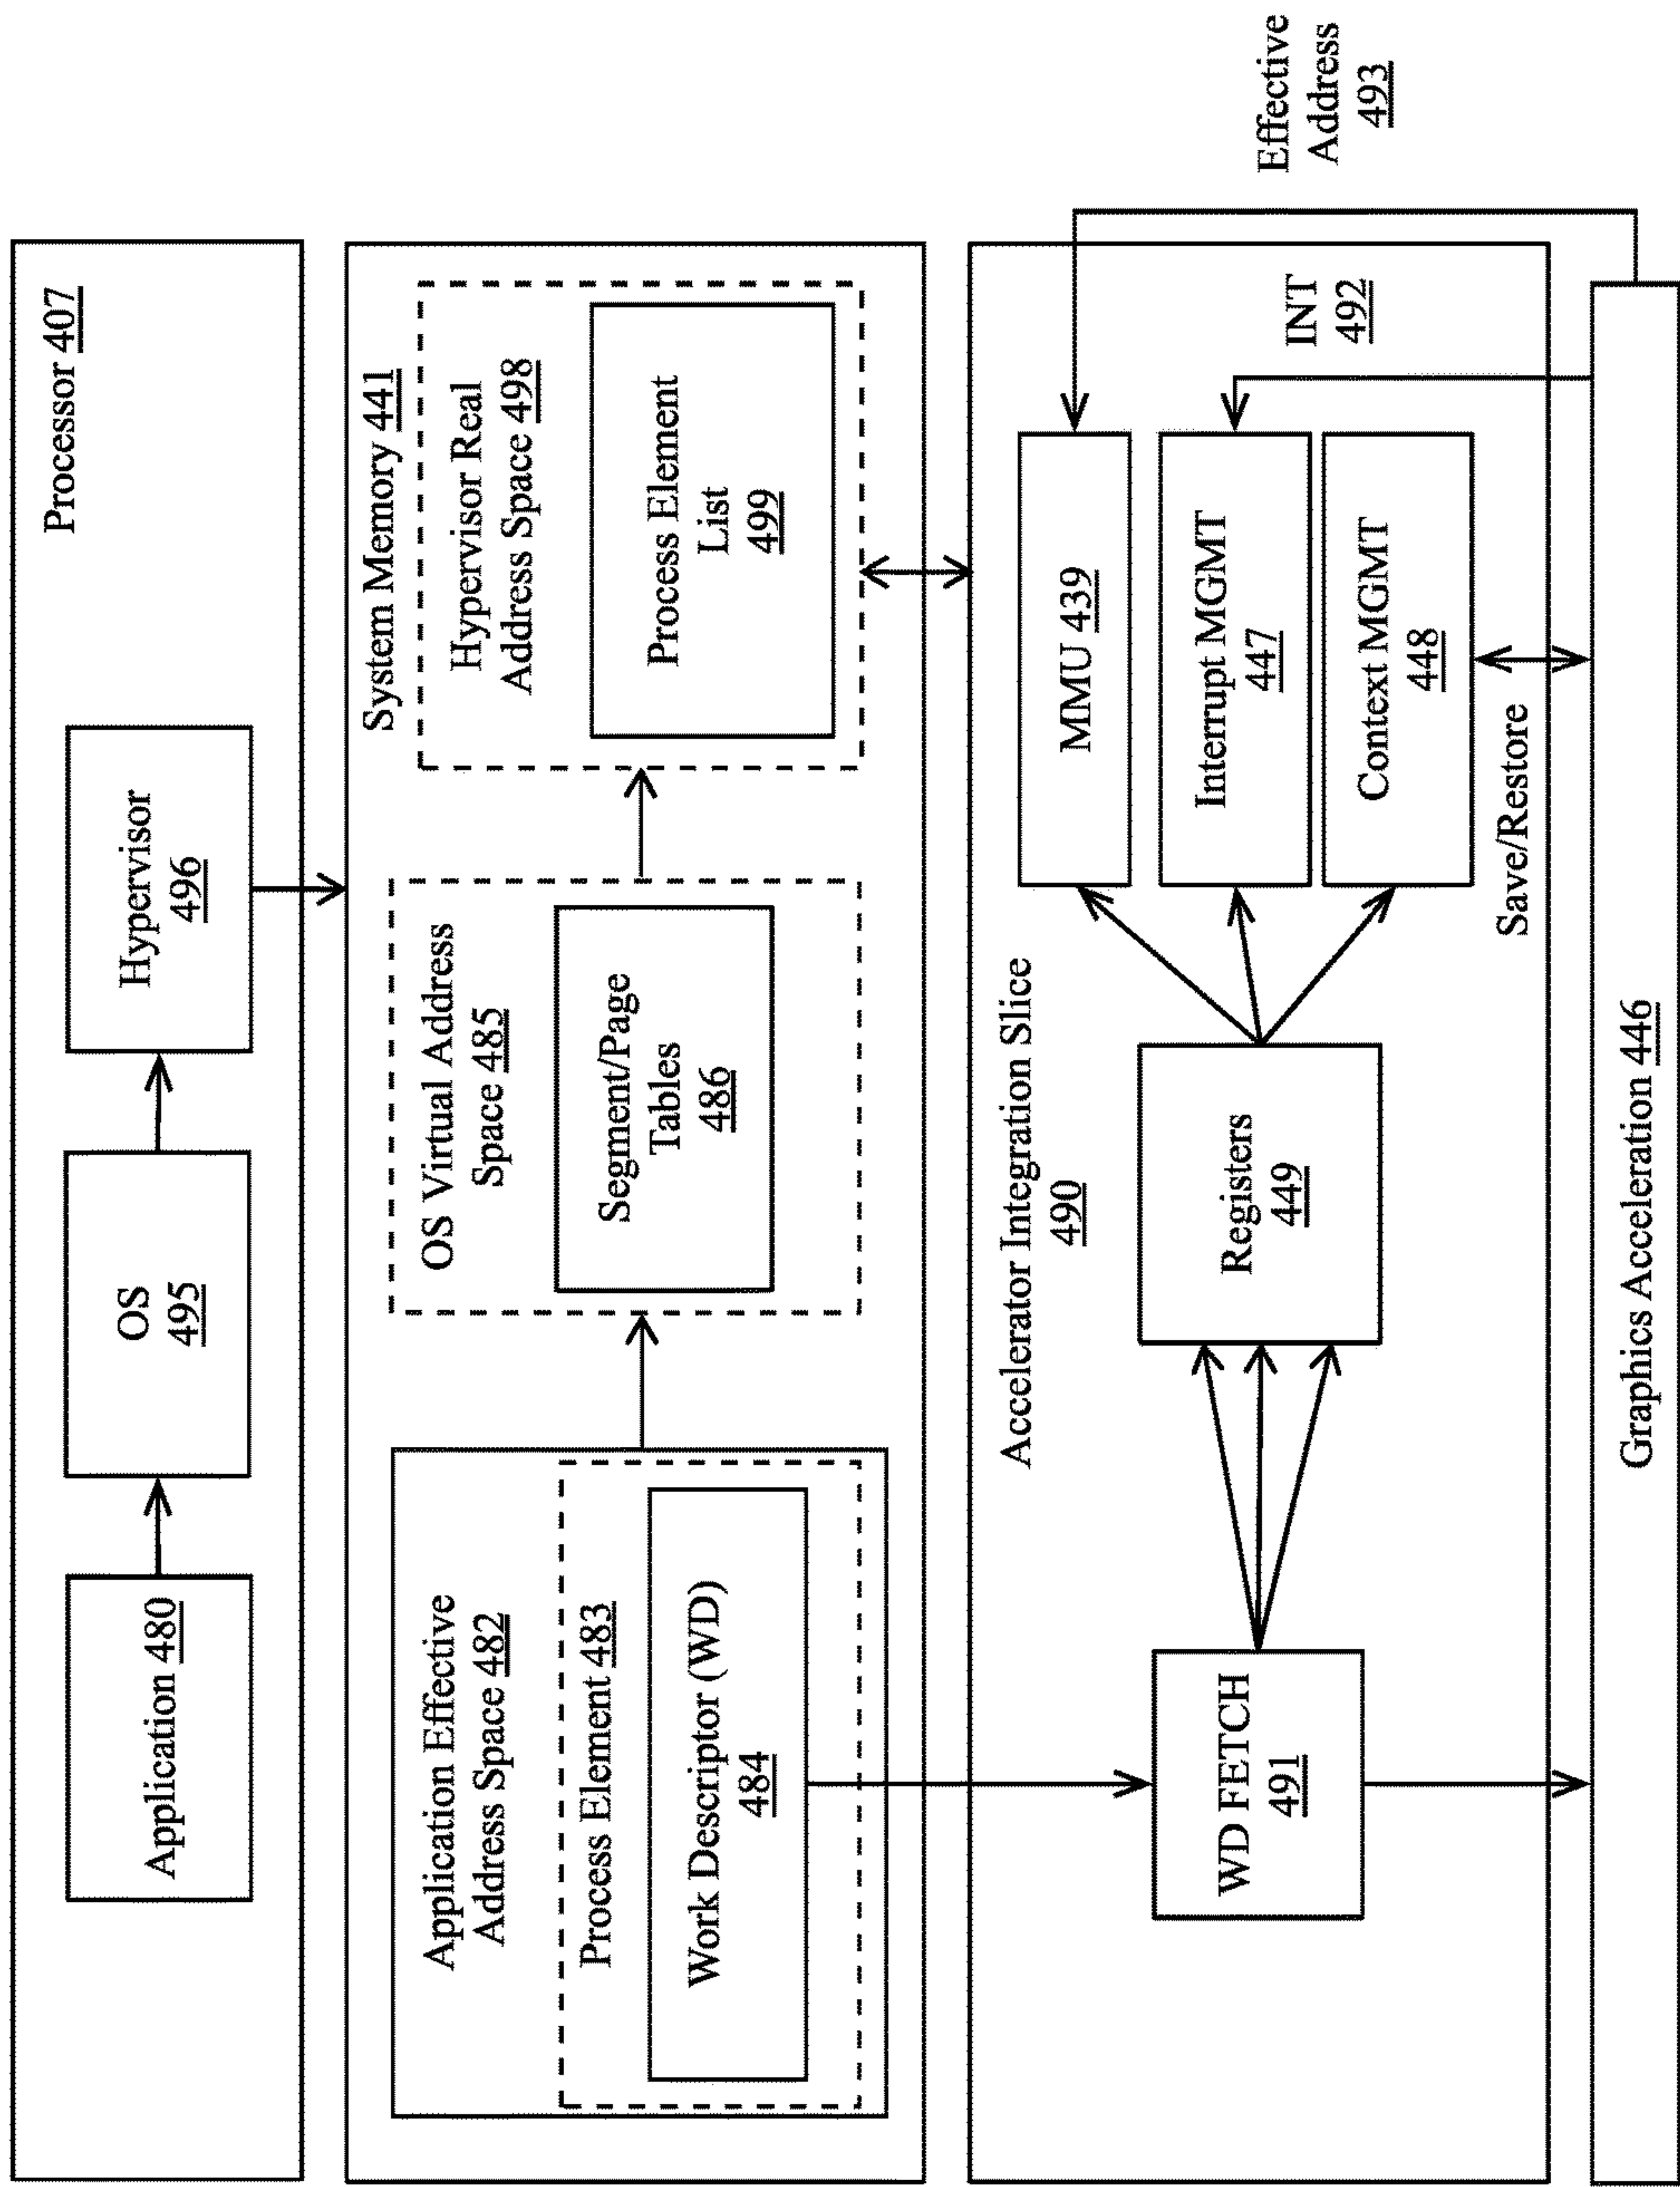 Processor 407
Application 480
OS
495
Hypervisor
496
System Memory 441
Application Effective
Address Space 482
Process Element 483
Work Descriptor (WD)
484
OS Virtual Address
Space 485
Segment/Page
Tables
486
Hypervisor Real
Address Space 498
Process Element
List
499
Accelerator Integration Slice
490
WD FETCH
491
Registers
449
MMU 439
Interrupt MGMT
447
Context MGMT
448
Save/Restore
INT
492
Effective
Address
493
Graphics Acceleration 446